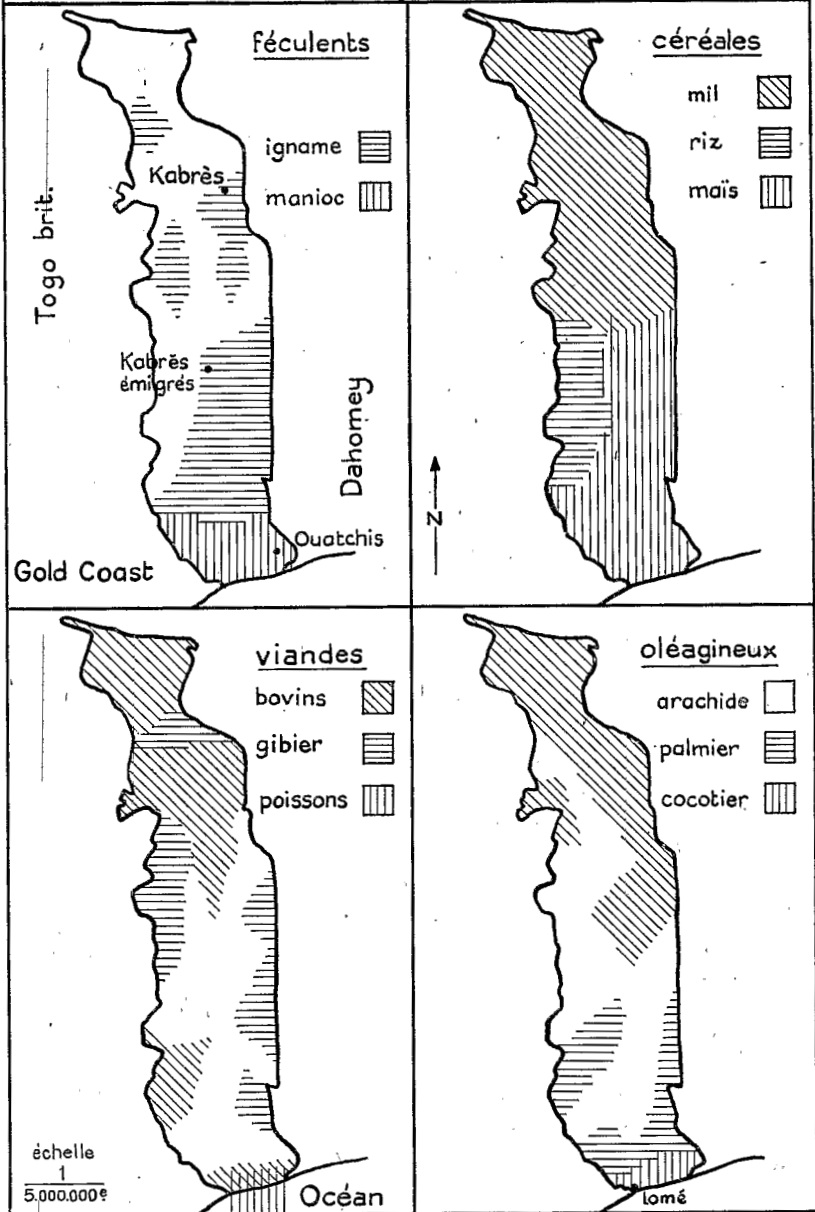 féculents
igname
manioc
Kabrès
Togo brit.
Kabrès
émigrés
Dahomey
Ouatchis
Gold Coast
céréales
mil
riz
maïs
N
viandes
bovins
gibier
poissons
échelle
1
5.000.000e
Océan
oléagineux
arachide
palmier
cocotier
lomé